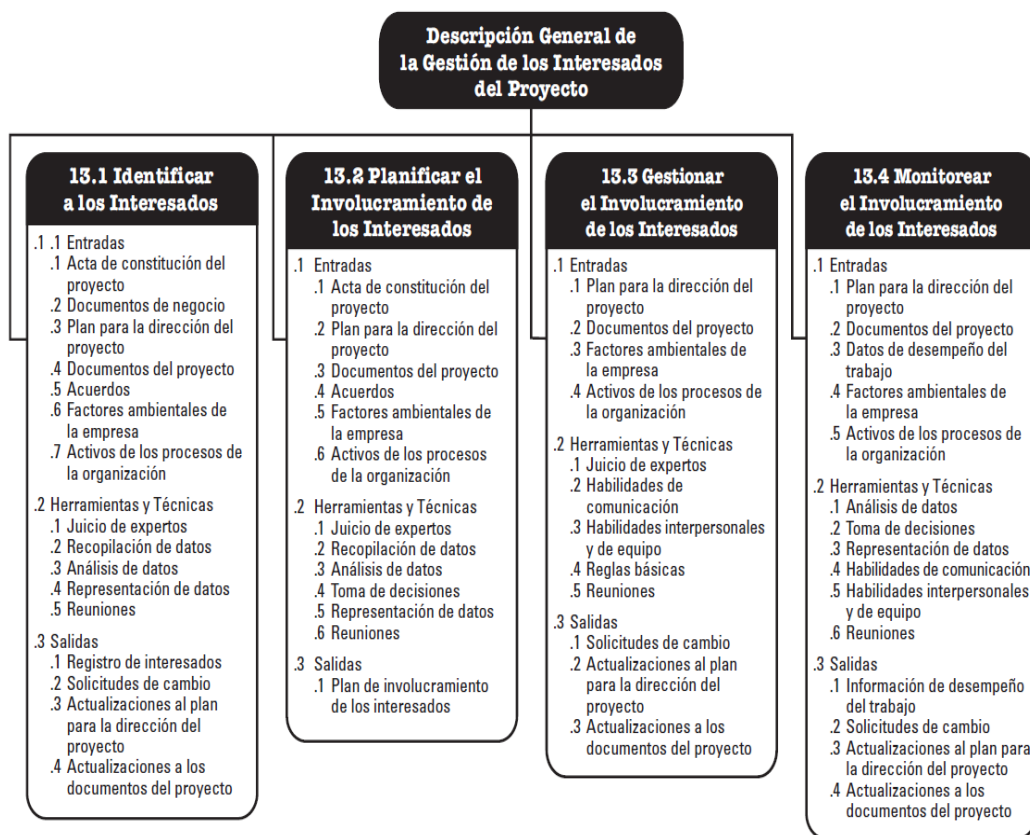 Descripción General de
la Gestión de los Interesados
del Proyecto
13.1 Identificar
a los Interesados
.1 .1 Entradas
.1 Acta de constitución del
proyecto
.2 Documentos de negocio
.3 Plan para la dirección del
proyecto
.4 Documentos del proyecto
.5 Acuerdos
.6 Factores ambientales de
la empresa
.7 Activos de los procesos de
la organización
.2 Herramientas y Técnicas
.1 Juicio de expertos
.2 Recopilación de datos
.3 Análisis de datos
.4 Representación de datos
.5 Reuniones
.3 Salidas
.1 Registro de interesados
.2 Solicitudes de cambio
.3 Actualizaciones al plan
para la dirección del
proyecto
.4 Actualizaciones a los
documentos del proyecto
13.2 Planificar el
Involucramiento de
los Interesados
.1 Entradas
.1 Acta de constitución del
proyecto
.2 Plan para la dirección del
proyecto
.3 Documentos del proyecto
.4 Acuerdos
.5 Factores ambientales de
la empresa
.6 Activos de los procesos
de la organización
.2 Herramientas y Técnicas
.1 Juicio de expertos
.2 Recopilación de datos
.3 Análisis de datos
.4 Toma de decisiones
.5 Representación de datos
.6 Reuniones
.3 Salidas
.1 Plan de involucramiento
de los interesados
13.3 Gestionar
el Involucramiento
de los Interesados
.1 Entradas
.1 Plan para la dirección del
proyecto
.2 Documentos del proyecto
.3 Factores ambientales de
la empresa
.4 Activos de los procesos de
la organización
.2 Herramientas y Técnicas
.1 Juicio de expertos
.2 Habilidades de
comunicación
.3 Habilidades interpersonales
y de equipo
.4 Reglas básicas
.5 Reuniones
.3 Salidas
.1 Solicitudes de cambio
.2 Actualizaciones al plan
para la dirección del
proyecto
.3 Actualizaciones a los
documentos del proyecto
13.4 Monitorear
el Involucramiento
de los Interesados
.1 Entradas
.1 Plan para la dirección del
proyecto
.2 Documentos del proyecto
.3 Datos de desempeño del
trabajo
.4 Factores ambientales de
la empresa
.5 Activos de los procesos de
la organización
.2 Herramientas y Técnicas
.1 Análisis de datos
.2 Toma de decisiones
.3 Representación de datos
.4 Habilidades de comunicación
.5 Habilidades interpersonales
y de equipo
.6 Reuniones
.3 Salidas
.1 Información de desempeño
del trabajo
.2 Solicitudes de cambio
.3 Actualizaciones al plan para
la dirección del proyecto
.4 Actualizaciones a los
documentos del proyecto